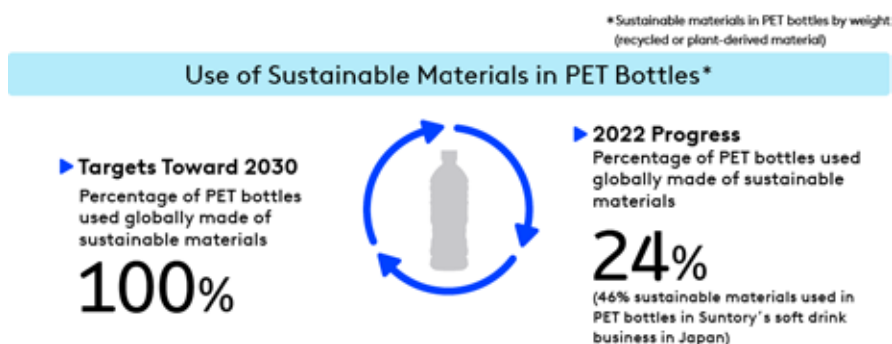 *Sustainable materials in PET bottles by weight
(recycled or plant-derived material)
Use of Sustainable Materials in PET Bottles*
Targets Toward 2030
Percentage of PET bottles
used globally made of
sustainable materials
100%
2022 Progress
Percentage of PET bottles used
globally made of sustainable
materials
24%
(46% sustainable materials used in
PET bottles in Suntory's soft drink
business in Japan)